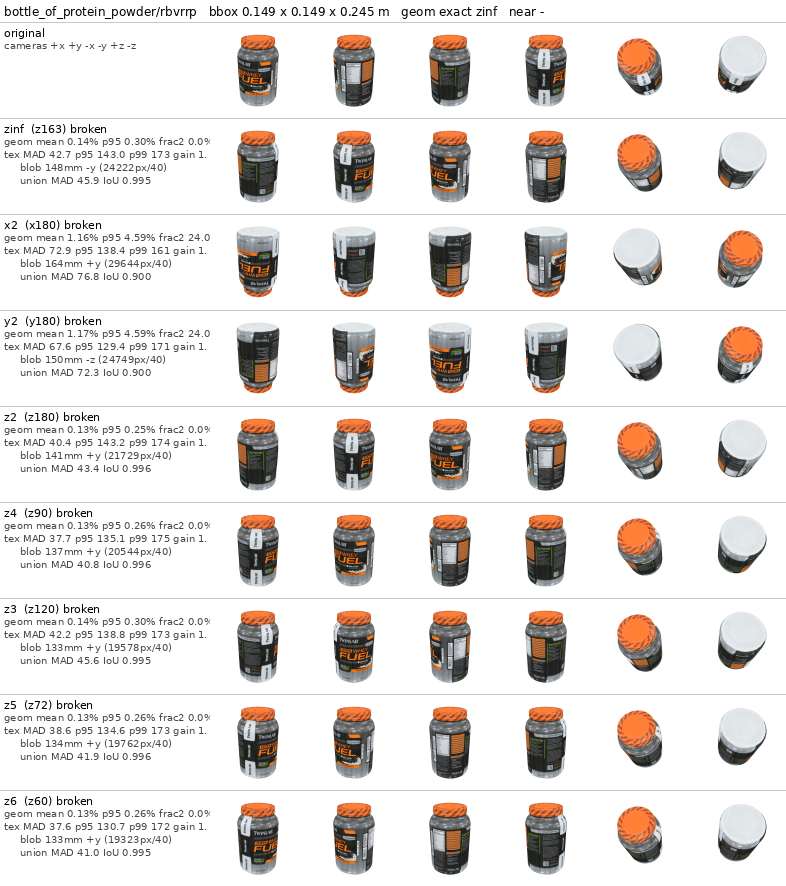 bottle_of_protein_powder/rbvrrp   bbox 0.149 x 0.149 x 0.245 m   geom exact zinf   near -
original
cameras +x +y -x -y +z -z
zinf  (z163) broken
geom mean 0.14% p95 0.30% frac2 0.0%
tex MAD 42.7 p95 143.0 p99 173 gain 1.
blob 148mm -y (24222px/40)
union MAD 45.9 IoU 0.995
x2  (x180) broken
geom mean 1.16% p95 4.59% frac2 24.0
tex MAD 72.9 p95 138.4 p99 161 gain 1.
blob 164mm +y (29644px/40)
union MAD 76.8 IoU 0.900
y2  (y180) broken
geom mean 1.17% p95 4.59% frac2 24.0
tex MAD 67.6 p95 129.4 p99 171 gain 1.
blob 150mm -z (24749px/40)
union MAD 72.3 IoU 0.900
z2  (z180) broken
geom mean 0.13% p95 0.25% frac2 0.0%
tex MAD 40.4 p95 143.2 p99 174 gain 1.
blob 141mm +y (21729px/40)
union MAD 43.4 IoU 0.996
z4  (z90) broken
geom mean 0.13% p95 0.26% frac2 0.0%
tex MAD 37.7 p95 135.1 p99 175 gain 1.
blob 137mm +y (20544px/40)
union MAD 40.8 IoU 0.996
z3  (z120) broken
geom mean 0.14% p95 0.30% frac2 0.0%
tex MAD 42.2 p95 138.8 p99 173 gain 1.
blob 133mm +y (19578px/40)
union MAD 45.6 IoU 0.995
z5  (z72) broken
geom mean 0.13% p95 0.26% frac2 0.0%
tex MAD 38.6 p95 134.6 p99 173 gain 1.
blob 134mm +y (19762px/40)
union MAD 41.9 IoU 0.996
z6  (z60) broken
geom mean 0.13% p95 0.26% frac2 0.0%
tex MAD 37.6 p95 130.7 p99 172 gain 1.
blob 133mm +y (19323px/40)
union MAD 41.0 IoU 0.995